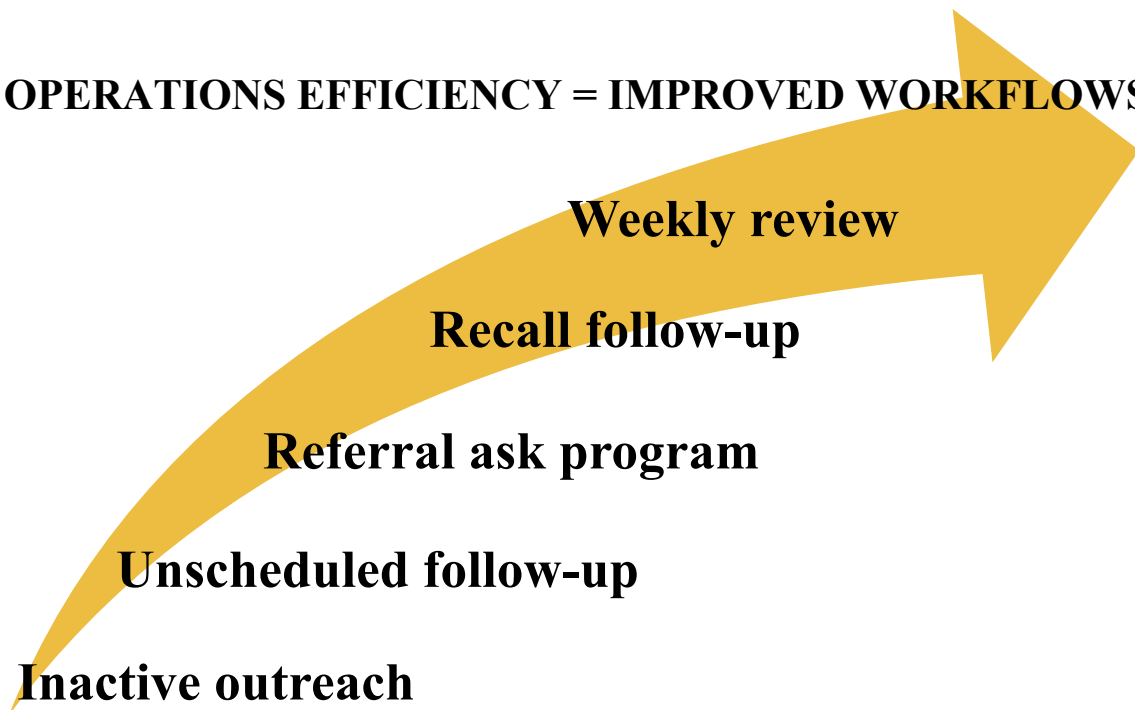 OPERATIONS EFFICIENCY = IMPROVED WORKFLOWS
Weekly review
Recall follow-up
Referral ask program
Unscheduled follow-up
Inactive outreach